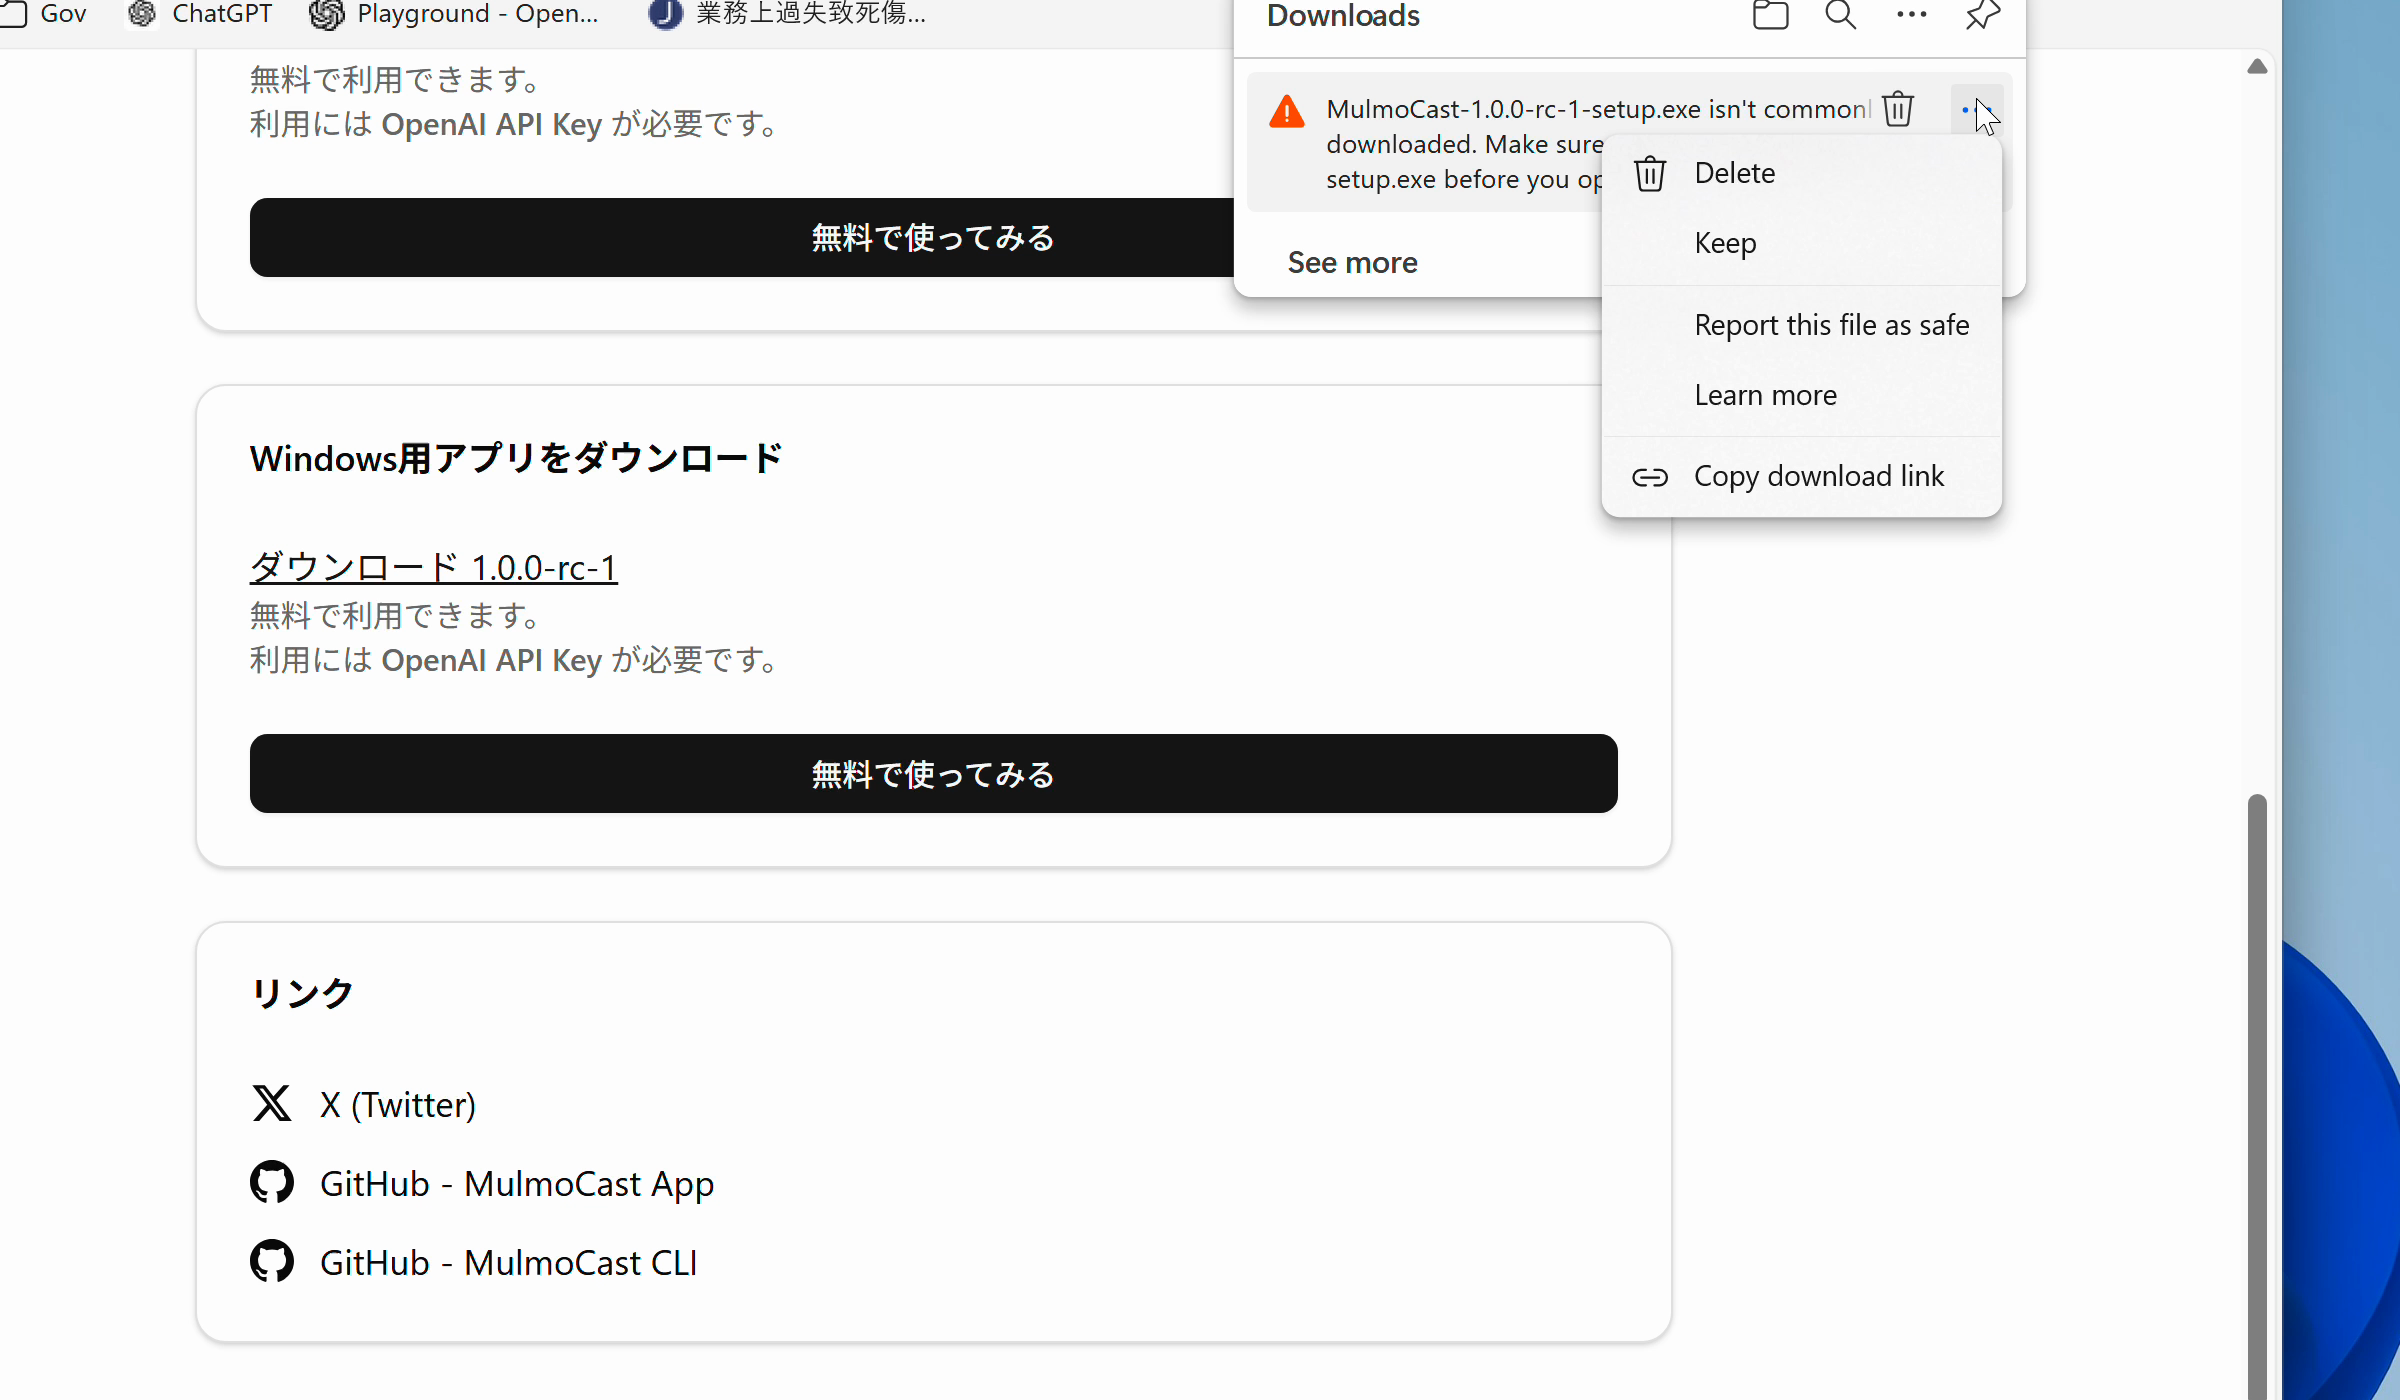 Gov
ChatGPT
Playground - Open...
業務上過失致死傷...
Downloads
MulmoCast-1.0.0-rc-1-setup.exe isn't common
downloaded. Make sure
setup.exe before you op
See more
Delete
Keep
Report this file as safe
Learn more
Copy download link
無料で利用できます。
利用には OpenAI API Key が必要です。
無料で使ってみる
Windows用アプリをダウンロード
ダウンロード 1.0.0-rc-1
無料で利用できます。
利用には OpenAI API Key が必要です。
無料で使ってみる
リンク
X (Twitter)
GitHub - MulmoCast App
GitHub - MulmoCast CLI